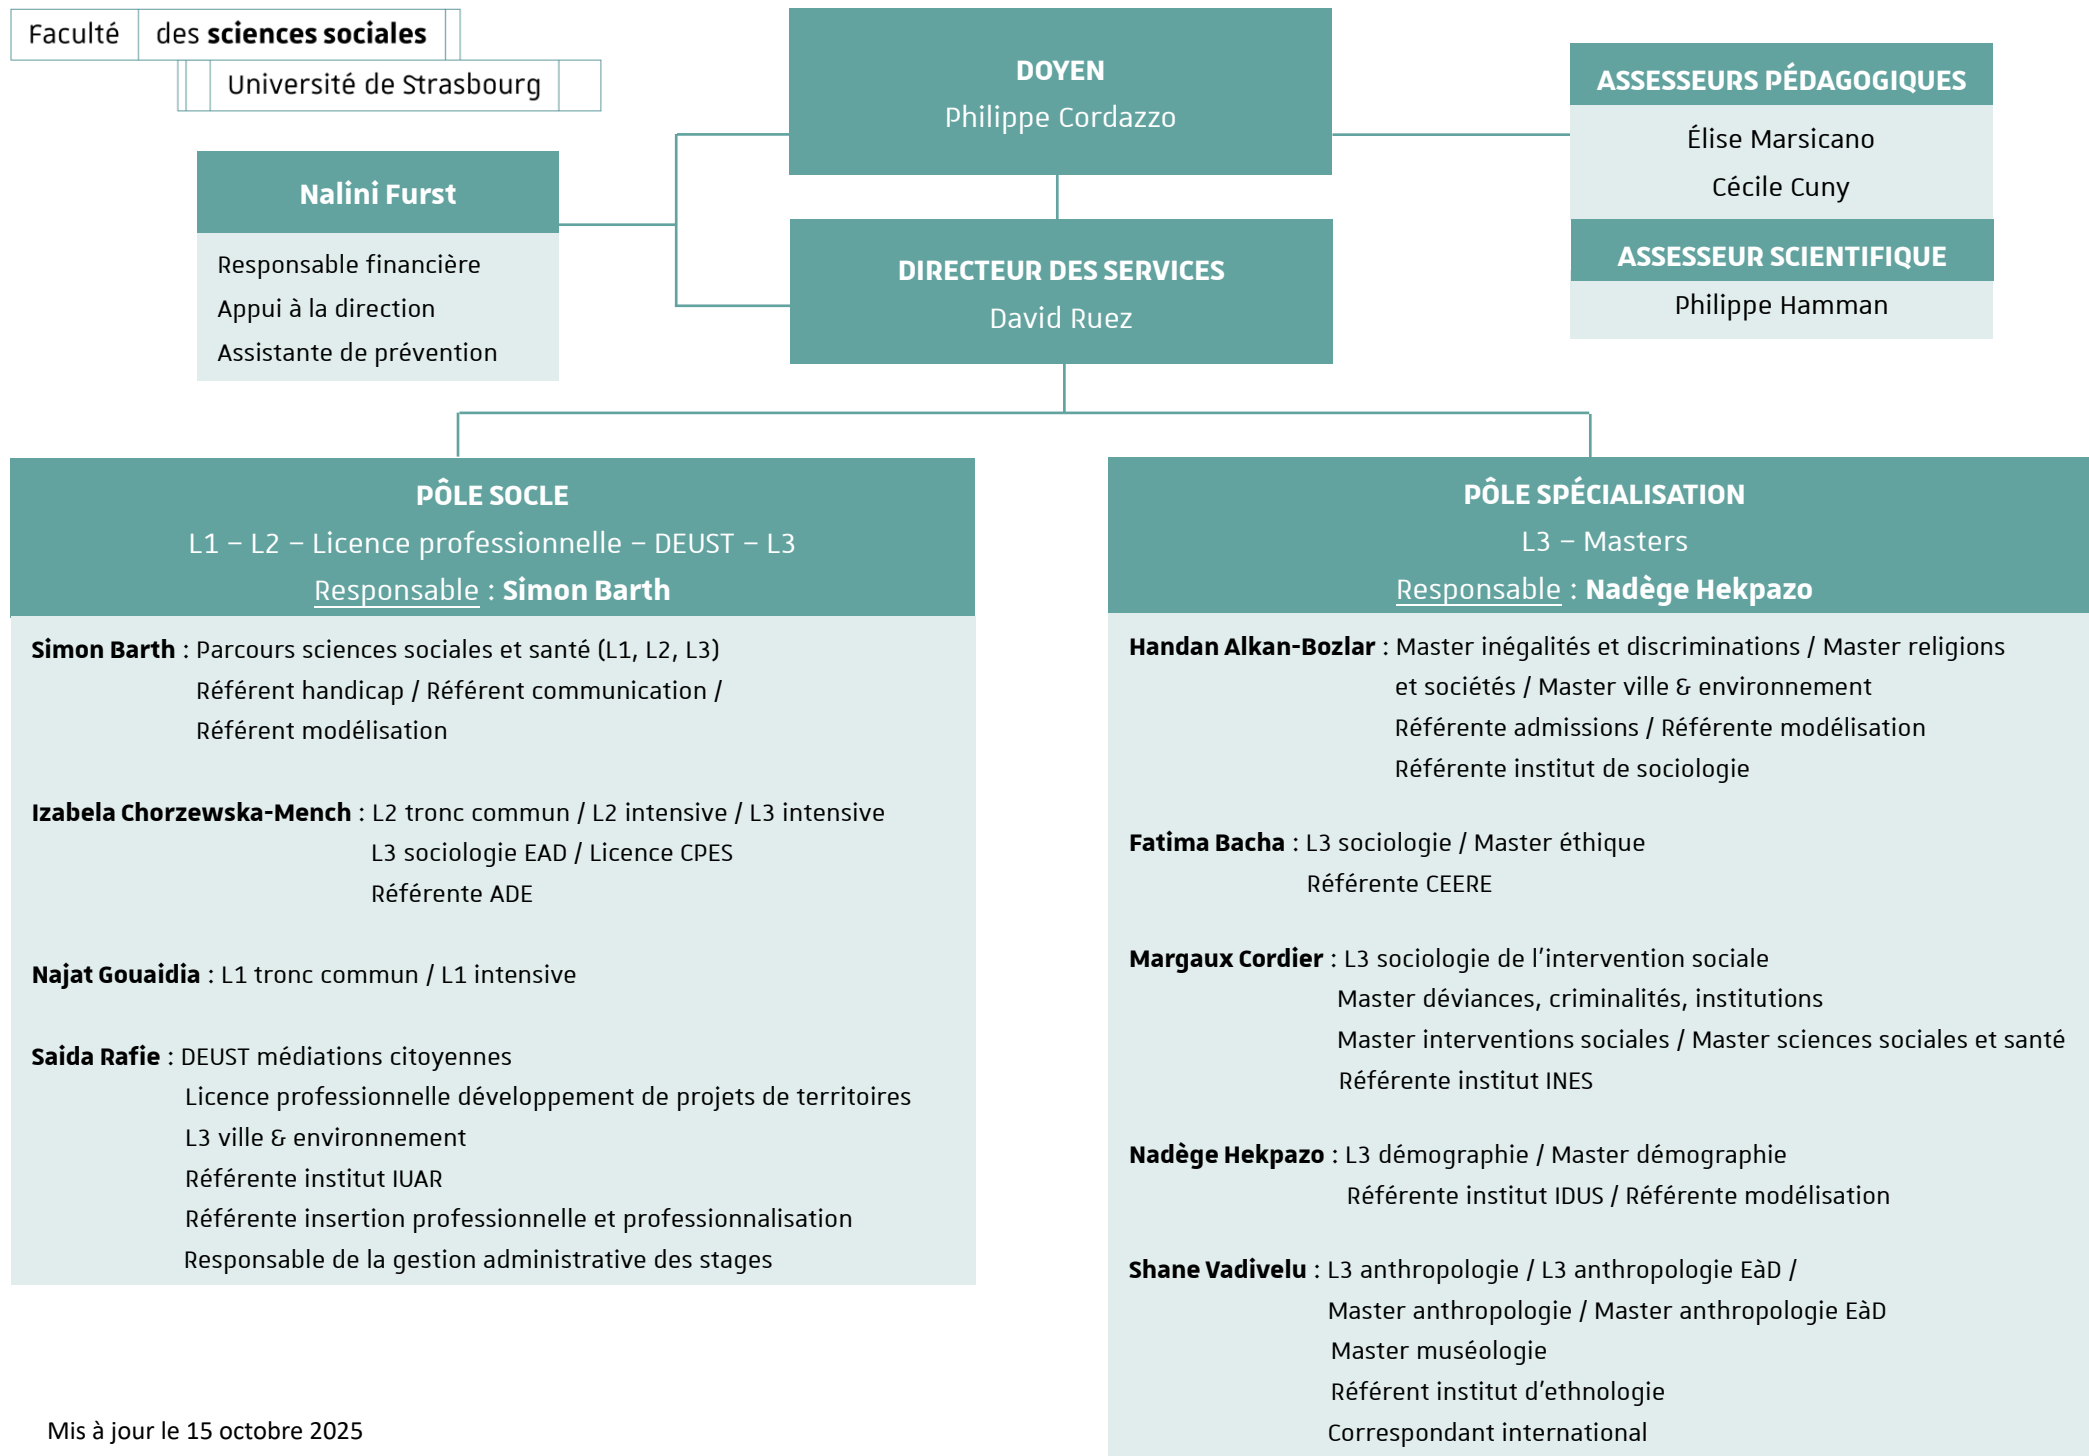 Faculté des sciences sociales
Université de Strasbourg
DOYEN
Philippe Cordazzo
ASSESSEURS PÉDAGOGIQUES
Élise Marsicano
Cécile Cuny
ASSESSEUR SCIENTIFIQUE
Philippe Hamman
Nalini Furst
Responsable financière
Appui à la direction
Assistante de prévention
DIRECTEUR DES SERVICES
David Ruez
PÔLE SOCLE
L1 – L2 – Licence professionnelle – DEUST – L3
Responsable : Simon Barth
Simon Barth : Parcours sciences sociales et santé (L1, L2, L3)
Référent handicap / Référent communication /
Référent modélisation
Izabela Chorzewska-Mench : L2 tronc commun / L2 intensive / L3 intensive
L3 sociologie EAD / Licence CPES
Référente ADE
Najat Gouaidia : L1 tronc commun / L1 intensive
Saida Rafie : DEUST médiations citoyennes
Licence professionnelle développement de projets de territoires
L3 ville & environnement
Référente institut IUAR
Référente insertion professionnelle et professionnalisation
Responsable de la gestion administrative des stages
PÔLE SPÉCIALISATION
L3 – Masters
Responsable : Nadège Hekpazo
Handan Alkan-Bozlar : Master inégalités et discriminations / Master religions
et sociétés / Master ville & environnement
Référente admissions / Référente modélisation
Référente institut de sociologie
Fatima Bacha : L3 sociologie / Master éthique
Référente CEERE
Margaux Cordier : L3 sociologie de l'intervention sociale
Master déviances, criminalités, institutions
Master interventions sociales / Master sciences sociales et santé
Référente institut INES
Nadège Hekpazo : L3 démographie / Master démographie
Référente institut IDUS / Référente modélisation
Shane Vadivelu : L3 anthropologie / L3 anthropologie EàD /
Master anthropologie / Master anthropologie EàD
Master muséologie
Référent institut d'ethnologie
Correspondant international
Mis à jour le 15 octobre 2025